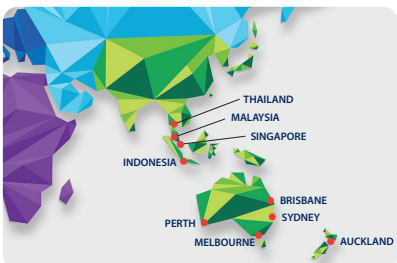 THAILAND
MALAYSIA
SINGAPORE
INDONESIA
BRISBANE
SYDNEY
PERTH
MELBOURNE
AUCKLAND